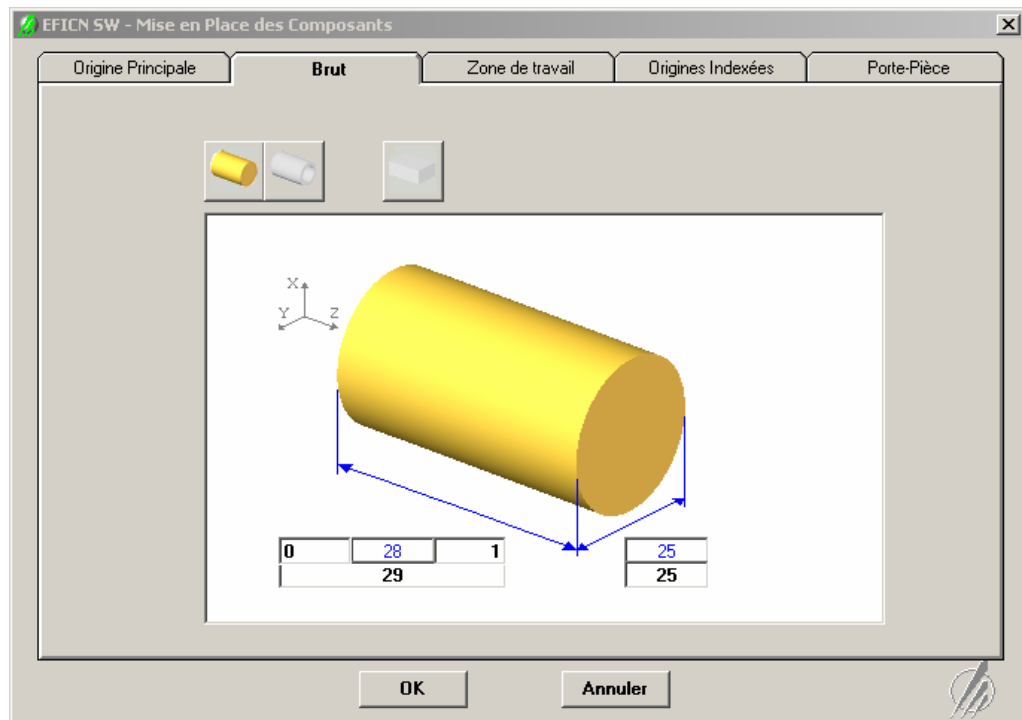 EFICN SW - Mise en Place des Composants
Origine Principale Brut Zone de travail Origines Indexées Porte-Pièce
X
Y Z
0 28 1 25
29 25
OK Annuler